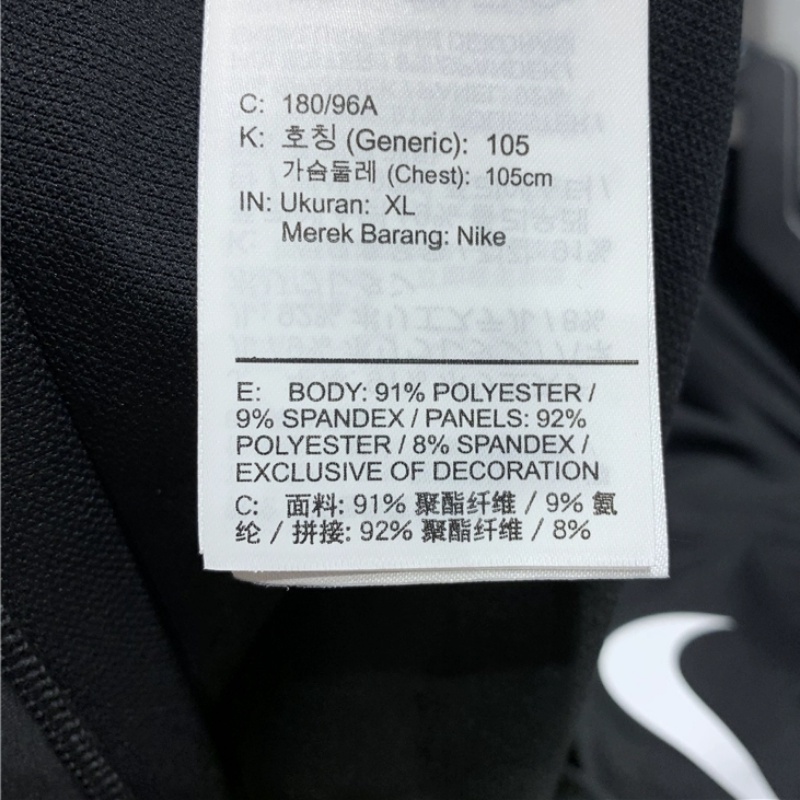 C: 180/96A
K: 호칭 (Generic): 105
가슴둘레 (Chest): 105cm
IN: Ukuran: XL
Merek Barang: Nike
E: BODY: 91% POLYESTER /
9% SPANDEX / PANELS: 92%
POLYESTER / 8% SPANDEX /
EXCLUSIVE OF DECORATION
C: 面料: 91% 聚酯纤维 / 9% 氨
纶 / 拼接: 92% 聚酯纤维 / 8%